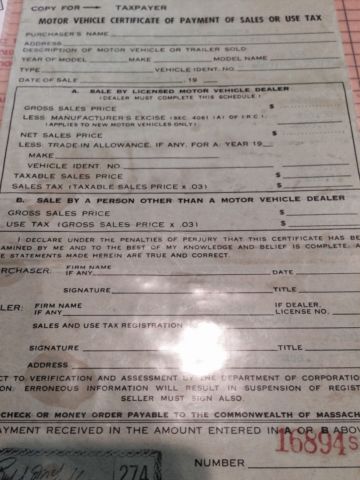 COPY FOR → TAXPAYER
MOTOR VEHICLE CERTIFICATE OF PAYMENT OF SALES OR USE TAX
PURCHASER'S NAME
ADDRESS
DESCRIPTION OF MOTOR VEHICLE OR TRAILER SOLD
YEAR OF MODEL MAKE MODEL NAME
TYPE VEHICLE IDENT. NO.
DATE OF SALE , 19
A. SALE BY LICENSED MOTOR VEHICLE DEALER
(DEALER MUST COMPLETE THIS SCHEDULE.)
GROSS SALES PRICE $
LESS: MANUFACTURER'S EXCISE (SEC 4061 (A) OF I.R.C.)
(APPLIES TO NEW MOTOR VEHICLES ONLY)
NET SALES PRICE $
LESS: TRADE-IN ALLOWANCE, IF ANY, FOR A: YEAR 19
MAKE
VEHICLE IDENT. NO.
TAXABLE SALES PRICE $
SALES TAX (TAXABLE SALES PRICE x .03) $
B. SALE BY A PERSON OTHER THAN A MOTOR VEHICLE DEALER
GROSS SALES PRICE $
USE TAX (GROSS SALES PRICE x .03) $
I DECLARE UNDER THE PENALTIES OF PERJURY THAT THIS CERTIFICATE HAS BE
AMINED BY ME AND TO THE BEST OF MY KNOWLEDGE AND BELIEF IS COMPLETE, A
E STATEMENTS MADE HEREIN ARE TRUE AND CORRECT.
RCHASER: FIRM NAME IF ANY DATE
SIGNATURE TITLE
LER: FIRM NAME IF ANY IF DEALER, LICENSE NO.
SALES AND USE TAX REGISTRATION
SIGNATURE TITLE
ADDRESS
CT TO VERIFICATION AND ASSESSMENT BY THE DEPARTMENT OF CORPORATION
ION: ERRONEOUS INFORMATION WILL RESULT IN SUSPENSION OF REGIST
SELLER MUST SIGN ALSO.
CHECK OR MONEY ORDER PAYABLE TO THE COMMONWEALTH OF MASSACH
AYMENT RECEIVED IN THE AMOUNT ENTERED IN A OR B ABOV
NUMBER 16894 S
274